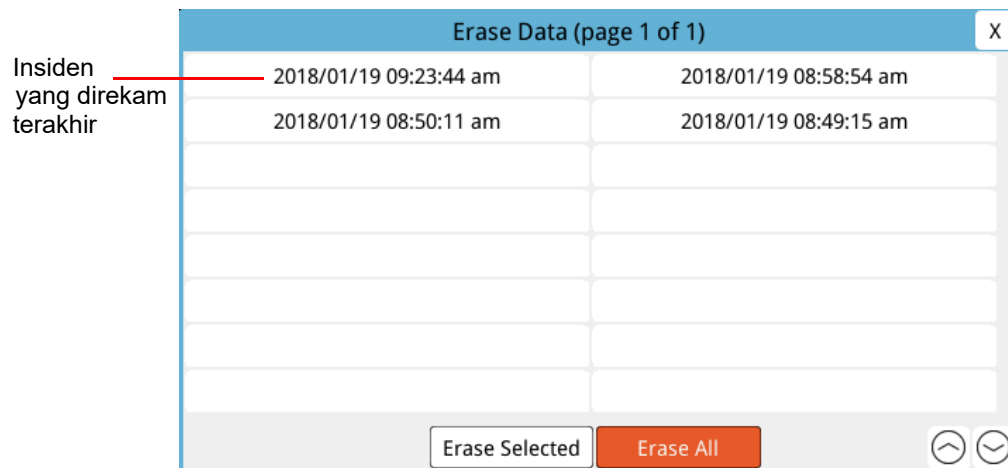 Erase Data (page 1 of 1)
X
Insiden
yang direkam
terakhir
2018/01/19 09:23:44 am
2018/01/19 08:58:54 am
2018/01/19 08:50:11 am
2018/01/19 08:49:15 am
Erase Selected
Erase All